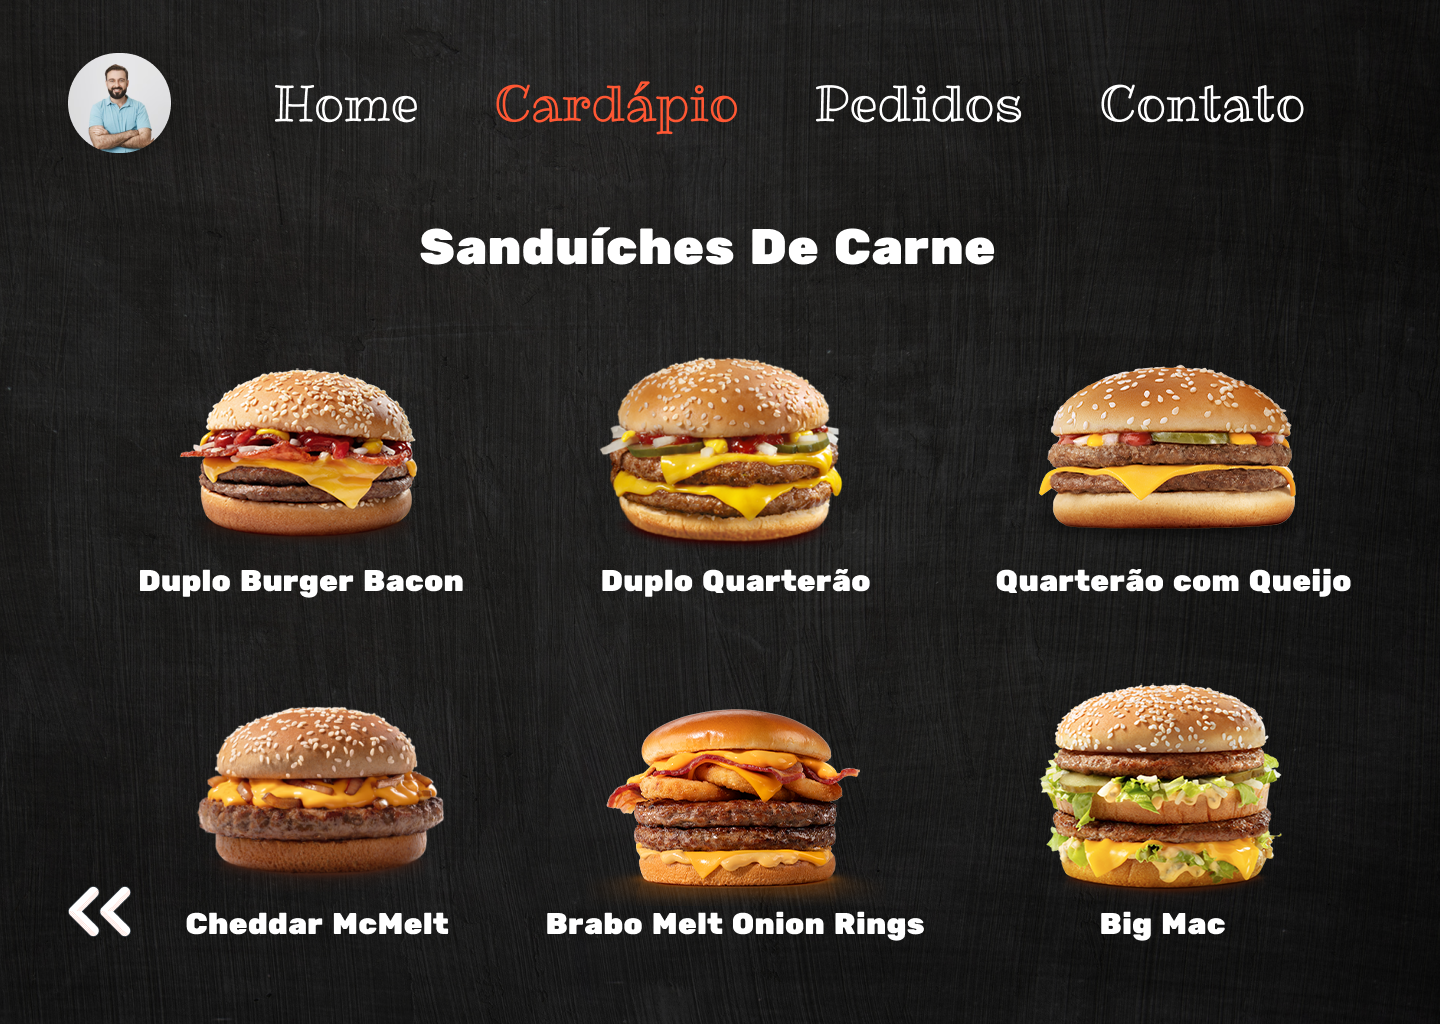 Home Cardápio Pedidos Contato
Sanduíches De Carne
Duplo Burger Bacon Duplo Quarterão Quarterão com Queijo
Cheddar McMelt Brabo Melt Onion Rings Big Mac